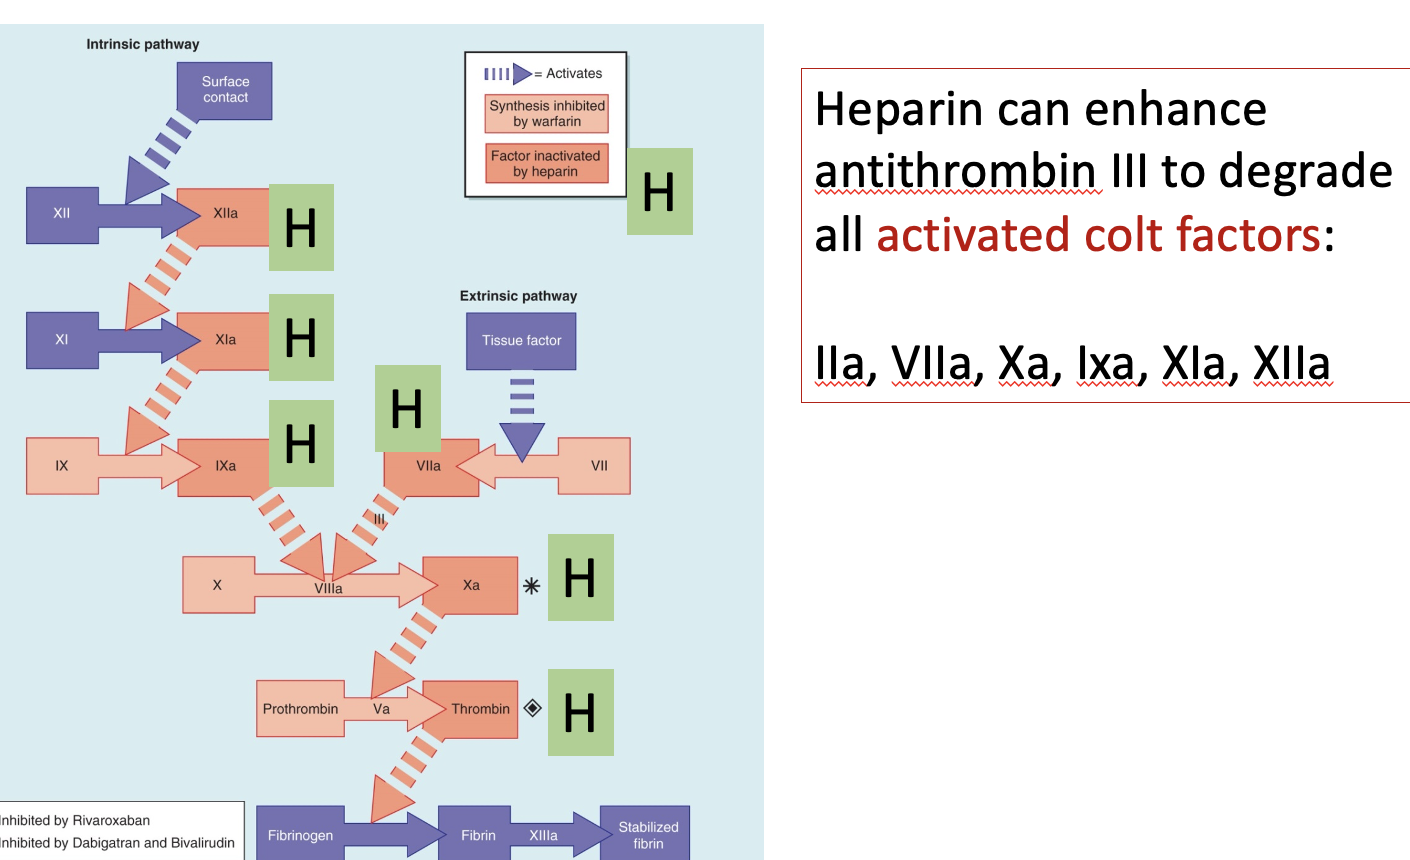 Intrinsic pathway
Surface
contact
= Activates
Synthesis inhibited
by warfarin
Factor inactivated
by heparin
H
XII
XIIa
H
XI
XIa
H
Extrinsic pathway
Tissue factor
IX
IXa
H
H
VIIa
VII
III
X
VIIIa
Xa
H
Prothrombin
Va
Thrombin
H
Fibrinogen
Fibrin
XIIIa
Stabilized
fibrin
Inhibited by Rivaroxaban
Inhibited by Dabigatran and Bivalirudin
Heparin can enhance
antithrombin III to degrade
all activated colt factors:
IIa, VIIa, Xa, Ixa, XIa, XIIa